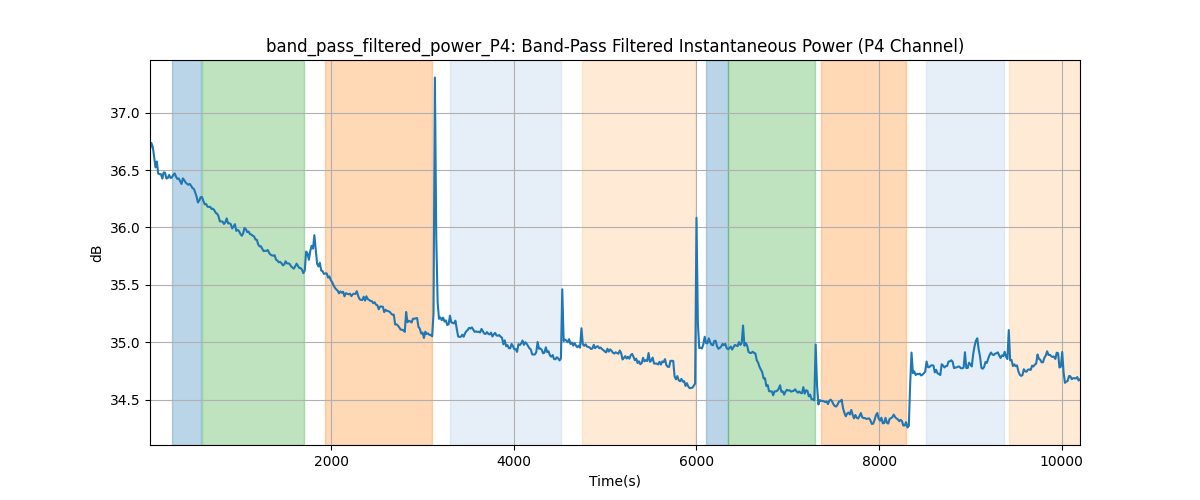 band_pass_filtered_power_P4: Band-Pass Filtered Instantaneous Power (P4 Channel)
37.0
36.5
36.0
35.5
35.0
34.5
dB
2000 4000 6000 8000 10000
Time(s)